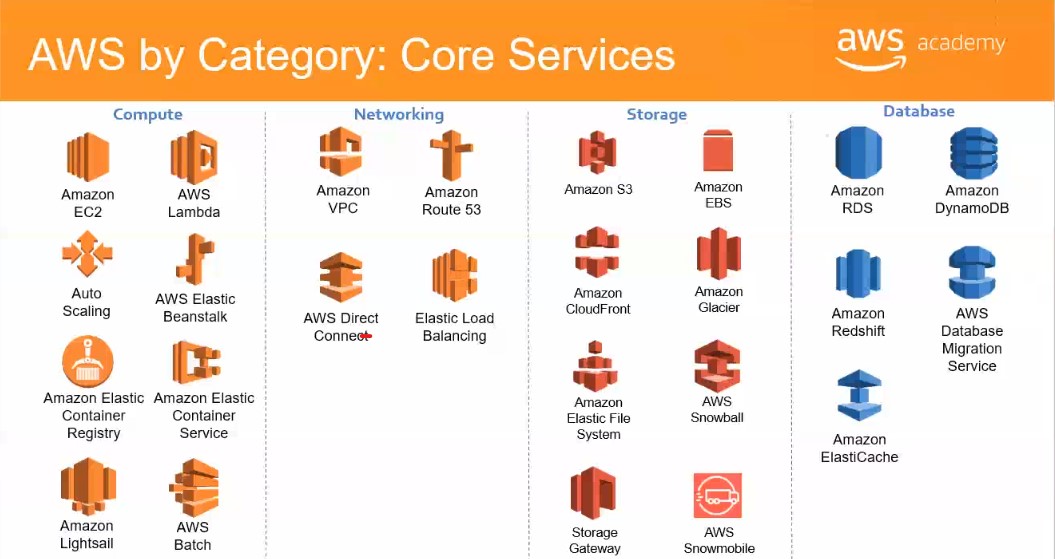 AWS by Category: Core Services
aws academy
Compute
Amazon
EC2
AWS
Lambda
Auto
Scaling
AWS Elastic
Beanstalk
Amazon Elastic
Container
Registry
Amazon Elastic
Container
Service
Amazon
Lightsail
AWS
Batch
Networking
Amazon
VPC
Amazon
Route 53
AWS Direct
Connect
Elastic Load
Balancing
Storage
Amazon S3
Amazon
EBS
Amazon
CloudFront
Amazon
Glacier
Amazon
Elastic File
System
AWS
Snowball
Storage
Gateway
AWS
Snowmobile
Database
Amazon
RDS
Amazon
DynamoDB
Amazon
Redshift
AWS
Database
Migration
Service
Amazon
ElastiCache